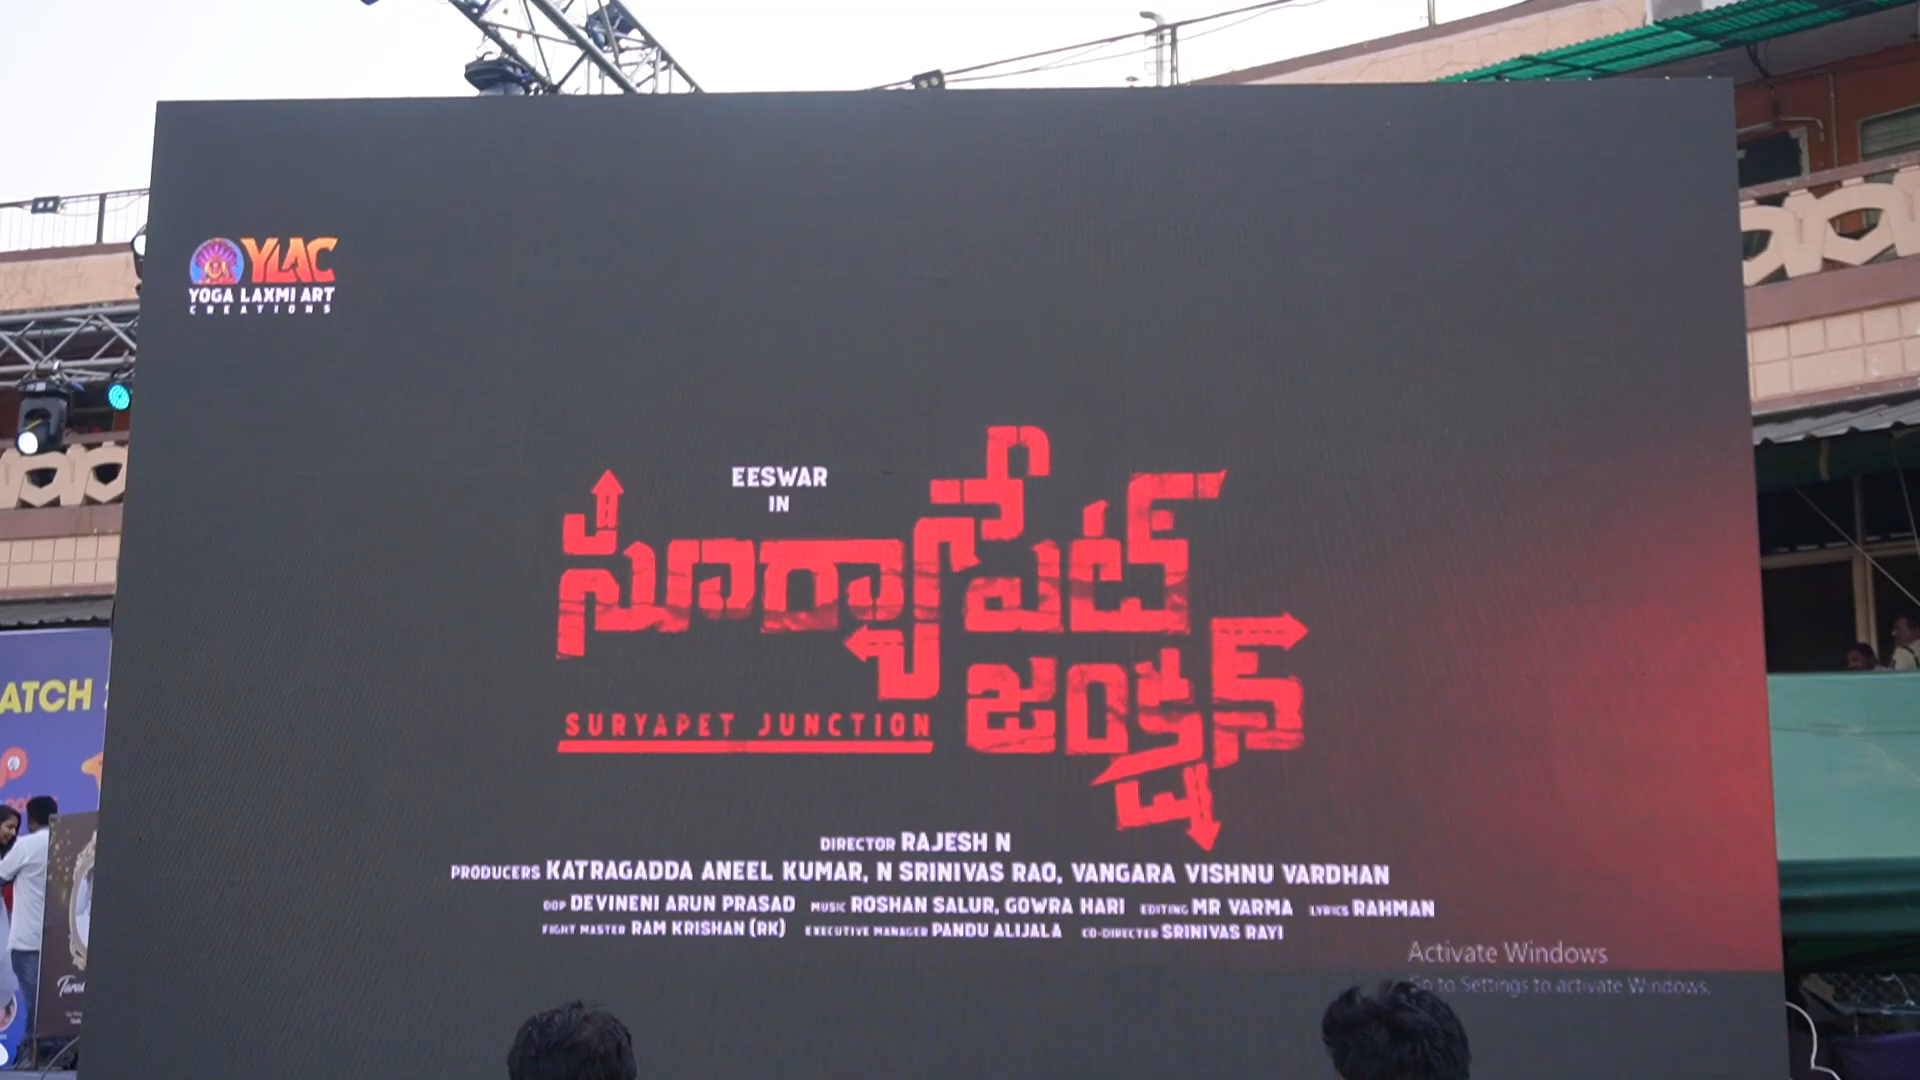 YLAC
YOGA LAXMI ART
CREATIONS
EESWAR
IN
సూర్యాపేట్
జంక్షన్
SURYAPET JUNCTION
DIRECTOR RAJESH N
PRODUCERS KATRAGADDA ANEEL KUMAR, N SRINIVAS RAO, VANGARA VISHNU VARDHAN
DOP DEVINENI ARUN PRASAD MUSIC ROSHAN SALUR, GOWRA HARI EDITING MR VARMA LYRICS RAHMAN
FIGHT MASTER RAM KRISHAN (RK) EXECUTIVE MANAGER PANDU ALIJALA CO-DIRECTER SRINIVAS RAYI
Activate Windows
Go to Settings to activate Windows.
ATCH